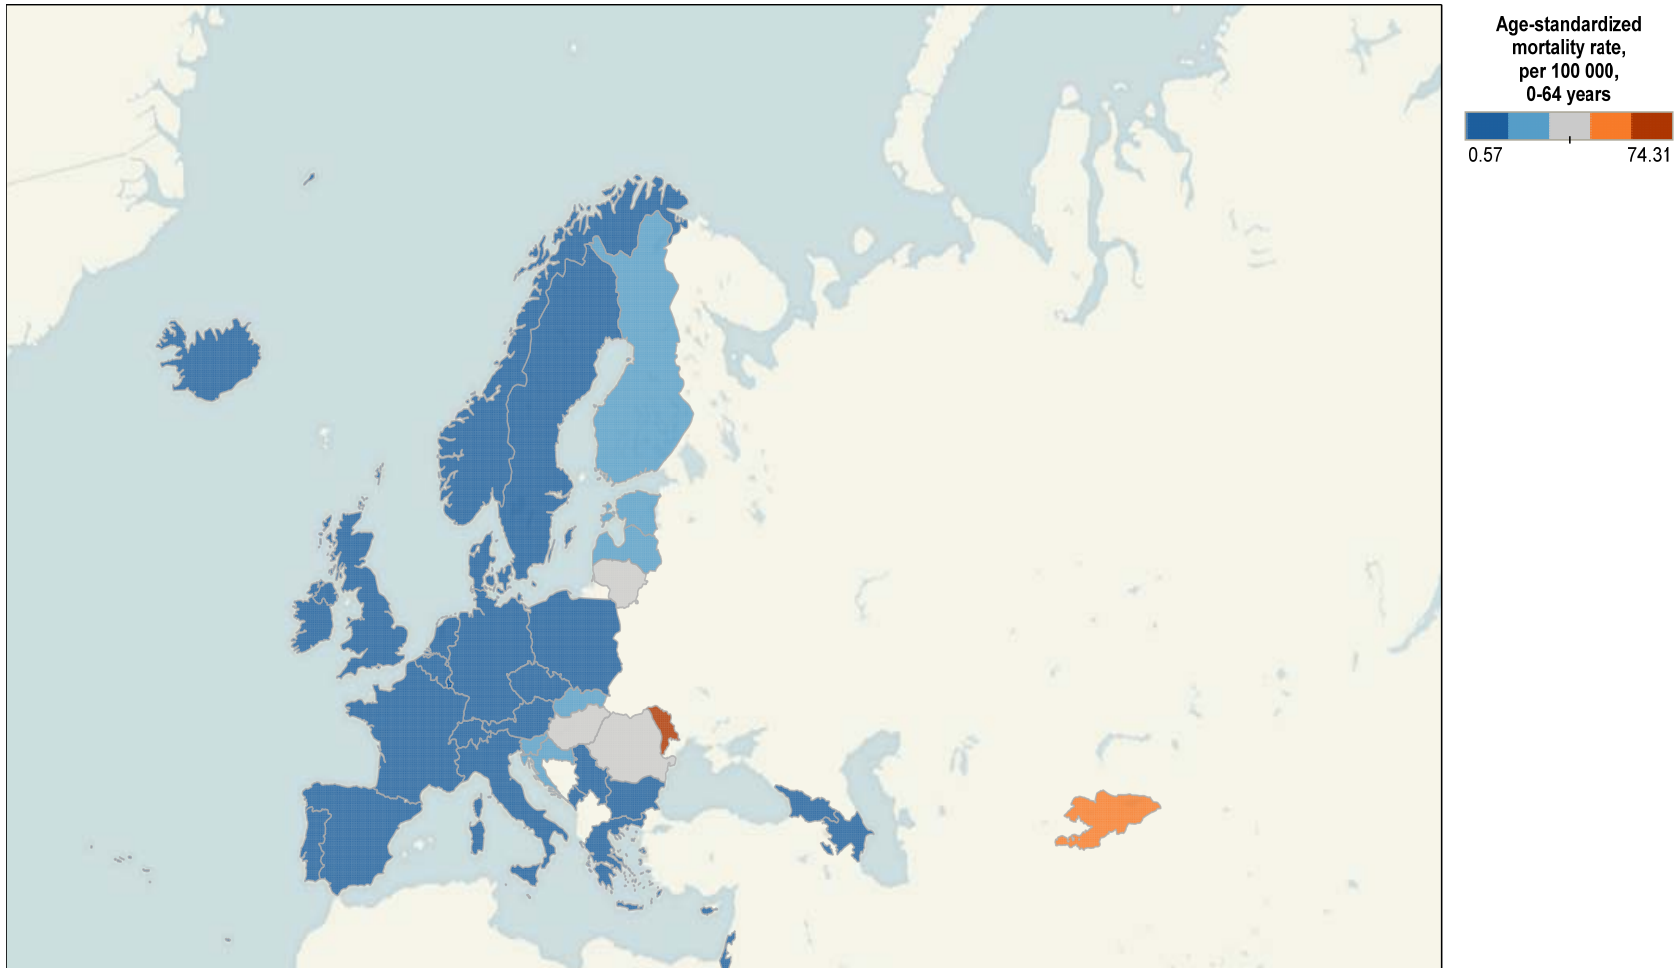 Age-standardized
mortality rate,
per 100 000,
0-64 years
0.57 74.31